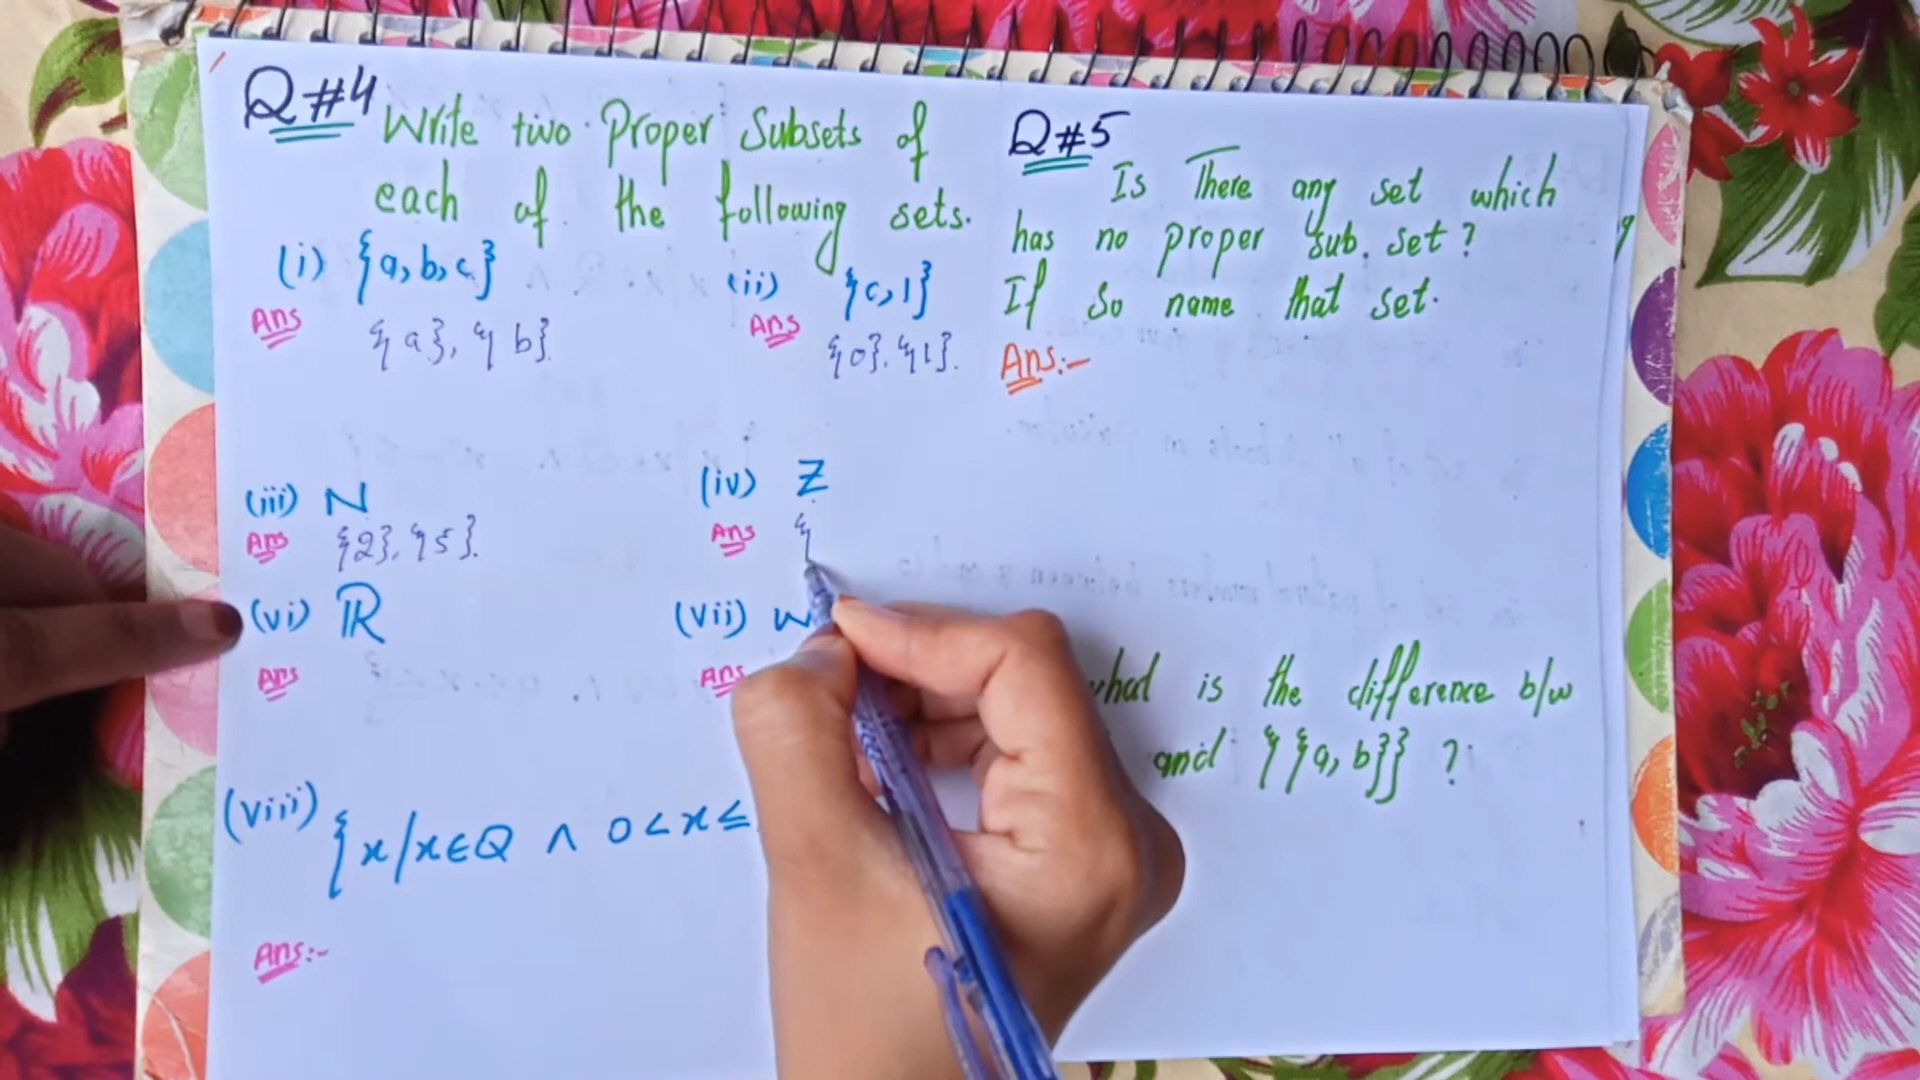 Q#4
Write two Proper Subsets of
each of the following sets.
(i) {a, b, c}
(ii) {c, 1}
Ans {a}, {b}.
Ans {0}, {1}.
(iii) N
(iv) Z
Ans {2}, {5}.
Ans {
(vi) ℝ
(vii) W
Ans
Ans
(viii) {x/x∈Q ∧ 0<x≤
Ans:-
Q#5
Is There any set which
has no proper sub. set?
If so name that set.
Ans:-
what is the difference b/w
and {{a, b}} ?